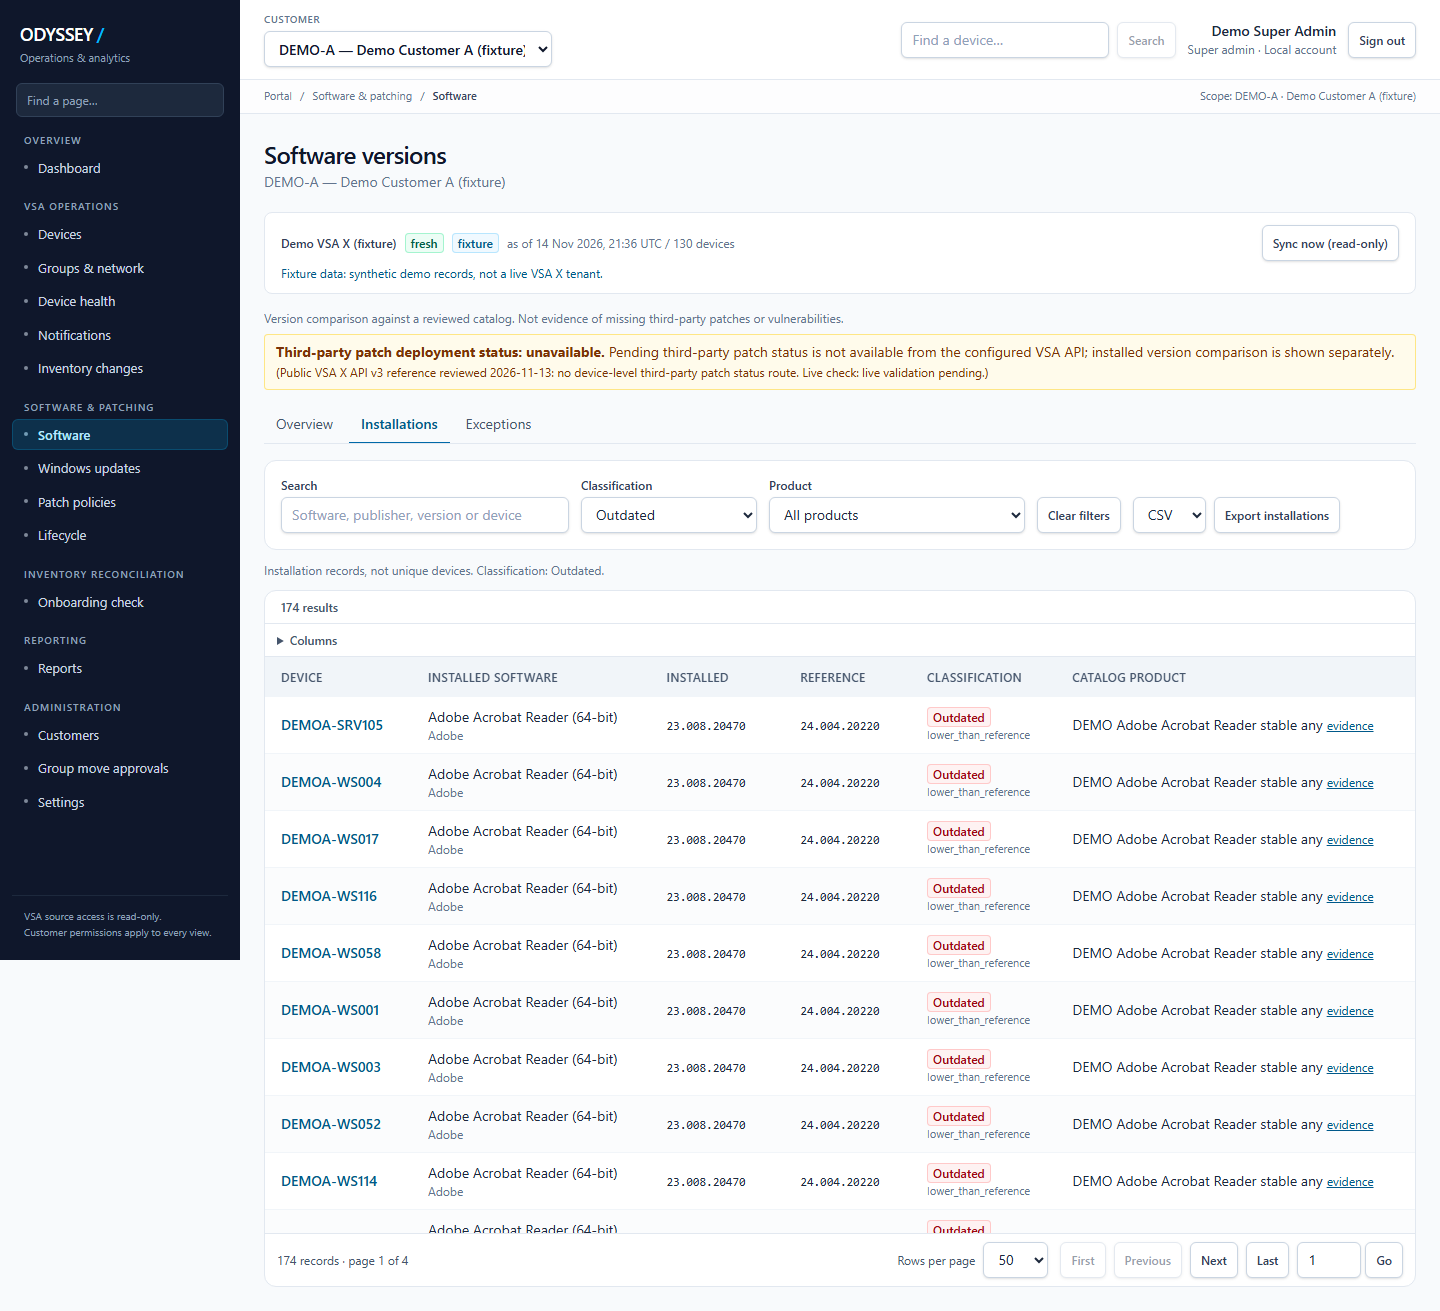 ODYSSEY /
Operations & analytics
Find a page...
OVERVIEW
Dashboard
VSA OPERATIONS
Devices
Groups & network
Device health
Notifications
Inventory changes
SOFTWARE & PATCHING
Software
Windows updates
Patch policies
Lifecycle
INVENTORY RECONCILIATION
Onboarding check
REPORTING
Reports
ADMINISTRATION
Customers
Group move approvals
Settings
VSA source access is read-only.
Customer permissions apply to every view.
CUSTOMER
DEMO-A — Demo Customer A (fixture)
Find a device...
Search
Demo Super Admin
Super admin · Local account
Sign out
Portal / Software & patching / Software
Scope: DEMO-A · Demo Customer A (fixture)
Software versions
DEMO-A — Demo Customer A (fixture)
Demo VSA X (fixture) fresh fixture as of 14 Nov 2026, 21:36 UTC / 130 devices
Sync now (read-only)
Fixture data: synthetic demo records, not a live VSA X tenant.
Version comparison against a reviewed catalog. Not evidence of missing third-party patches or vulnerabilities.
Third-party patch deployment status: unavailable. Pending third-party patch status is not available from the configured VSA API; installed version comparison is shown separately.
(Public VSA X API v3 reference reviewed 2026-11-13: no device-level third-party patch status route. Live check: live validation pending.)
Overview Installations Exceptions
Search Classification Product
Software, publisher, version or device Outdated All products Clear filters CSV Export installations
Installation records, not unique devices. Classification: Outdated.
174 results
Columns
DEVICE INSTALLED SOFTWARE INSTALLED REFERENCE CLASSIFICATION CATALOG PRODUCT
DEMOA-SRV105 Adobe Acrobat Reader (64-bit) 23.008.20470 24.004.20220 Outdated DEMO Adobe Acrobat Reader stable any evidence
Adobe lower_than_reference
DEMOA-WS004 Adobe Acrobat Reader (64-bit) 23.008.20470 24.004.20220 Outdated DEMO Adobe Acrobat Reader stable any evidence
Adobe lower_than_reference
DEMOA-WS017 Adobe Acrobat Reader (64-bit) 23.008.20470 24.004.20220 Outdated DEMO Adobe Acrobat Reader stable any evidence
Adobe lower_than_reference
DEMOA-WS116 Adobe Acrobat Reader (64-bit) 23.008.20470 24.004.20220 Outdated DEMO Adobe Acrobat Reader stable any evidence
Adobe lower_than_reference
DEMOA-WS058 Adobe Acrobat Reader (64-bit) 23.008.20470 24.004.20220 Outdated DEMO Adobe Acrobat Reader stable any evidence
Adobe lower_than_reference
DEMOA-WS001 Adobe Acrobat Reader (64-bit) 23.008.20470 24.004.20220 Outdated DEMO Adobe Acrobat Reader stable any evidence
Adobe lower_than_reference
DEMOA-WS003 Adobe Acrobat Reader (64-bit) 23.008.20470 24.004.20220 Outdated DEMO Adobe Acrobat Reader stable any evidence
Adobe lower_than_reference
DEMOA-WS052 Adobe Acrobat Reader (64-bit) 23.008.20470 24.004.20220 Outdated DEMO Adobe Acrobat Reader stable any evidence
Adobe lower_than_reference
DEMOA-WS114 Adobe Acrobat Reader (64-bit) 23.008.20470 24.004.20220 Outdated DEMO Adobe Acrobat Reader stable any evidence
Adobe lower_than_reference
Adobe Acrobat Reader (64-bit) Outdated
174 records · page 1 of 4
Rows per page 50 First Previous Next Last 1 Go